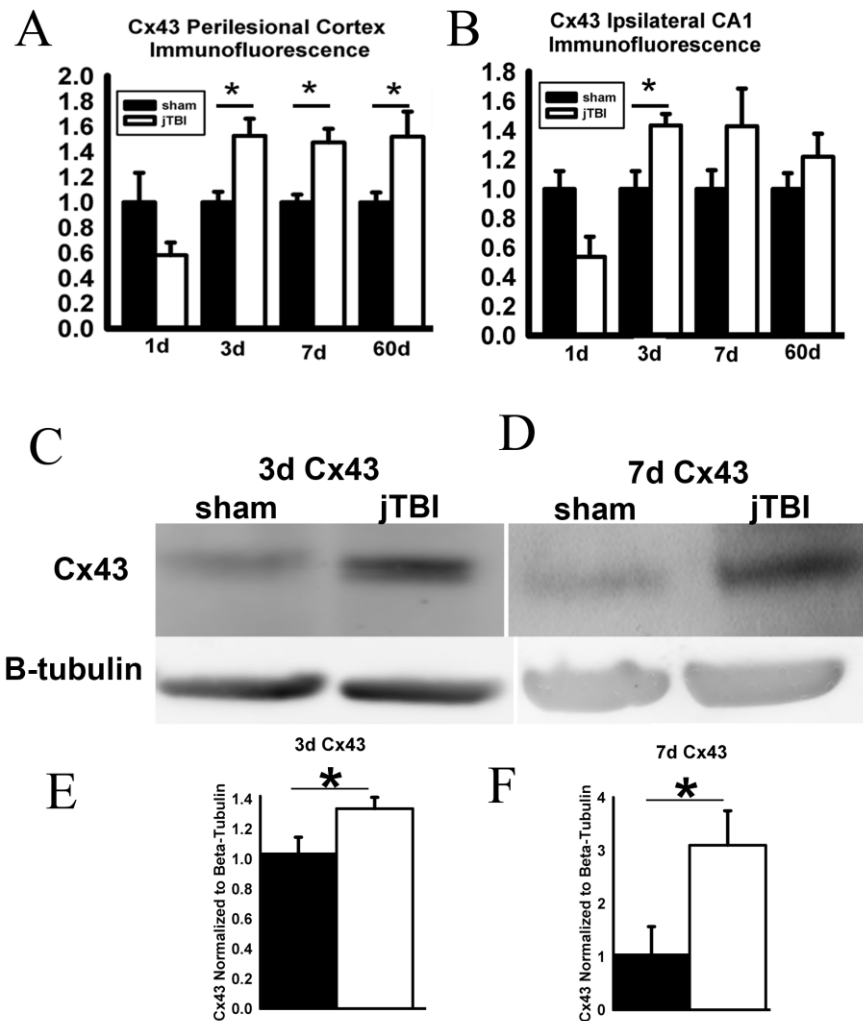 A
Cx43 Perilesional Cortex
Immunofluorescence
2.0
1.8
1.6
1.4
1.2
1.0
0.8
0.6
0.4
0.2
0.0
sham
jTBI
* * *
1d 3d 7d 60d
B
Cx43 Ipsilateral CA1
Immunofluorescence
1.8
1.6
1.4
1.2
1.0
0.8
0.6
0.4
0.2
0.0
sham
jTBI
*
1d 3d 7d 60d
C
3d Cx43
sham jTBI
D
7d Cx43
sham jTBI
Cx43
B-tubulin
E
3d Cx43
*
Cx43 Normalized to Beta-Tubulin
1.4
1.2
1.0
0.8
0.6
0.4
0.2
0.0
F
7d Cx43
*
Cx43 Normalized to Beta-Tubulin
4
3
2
1
0